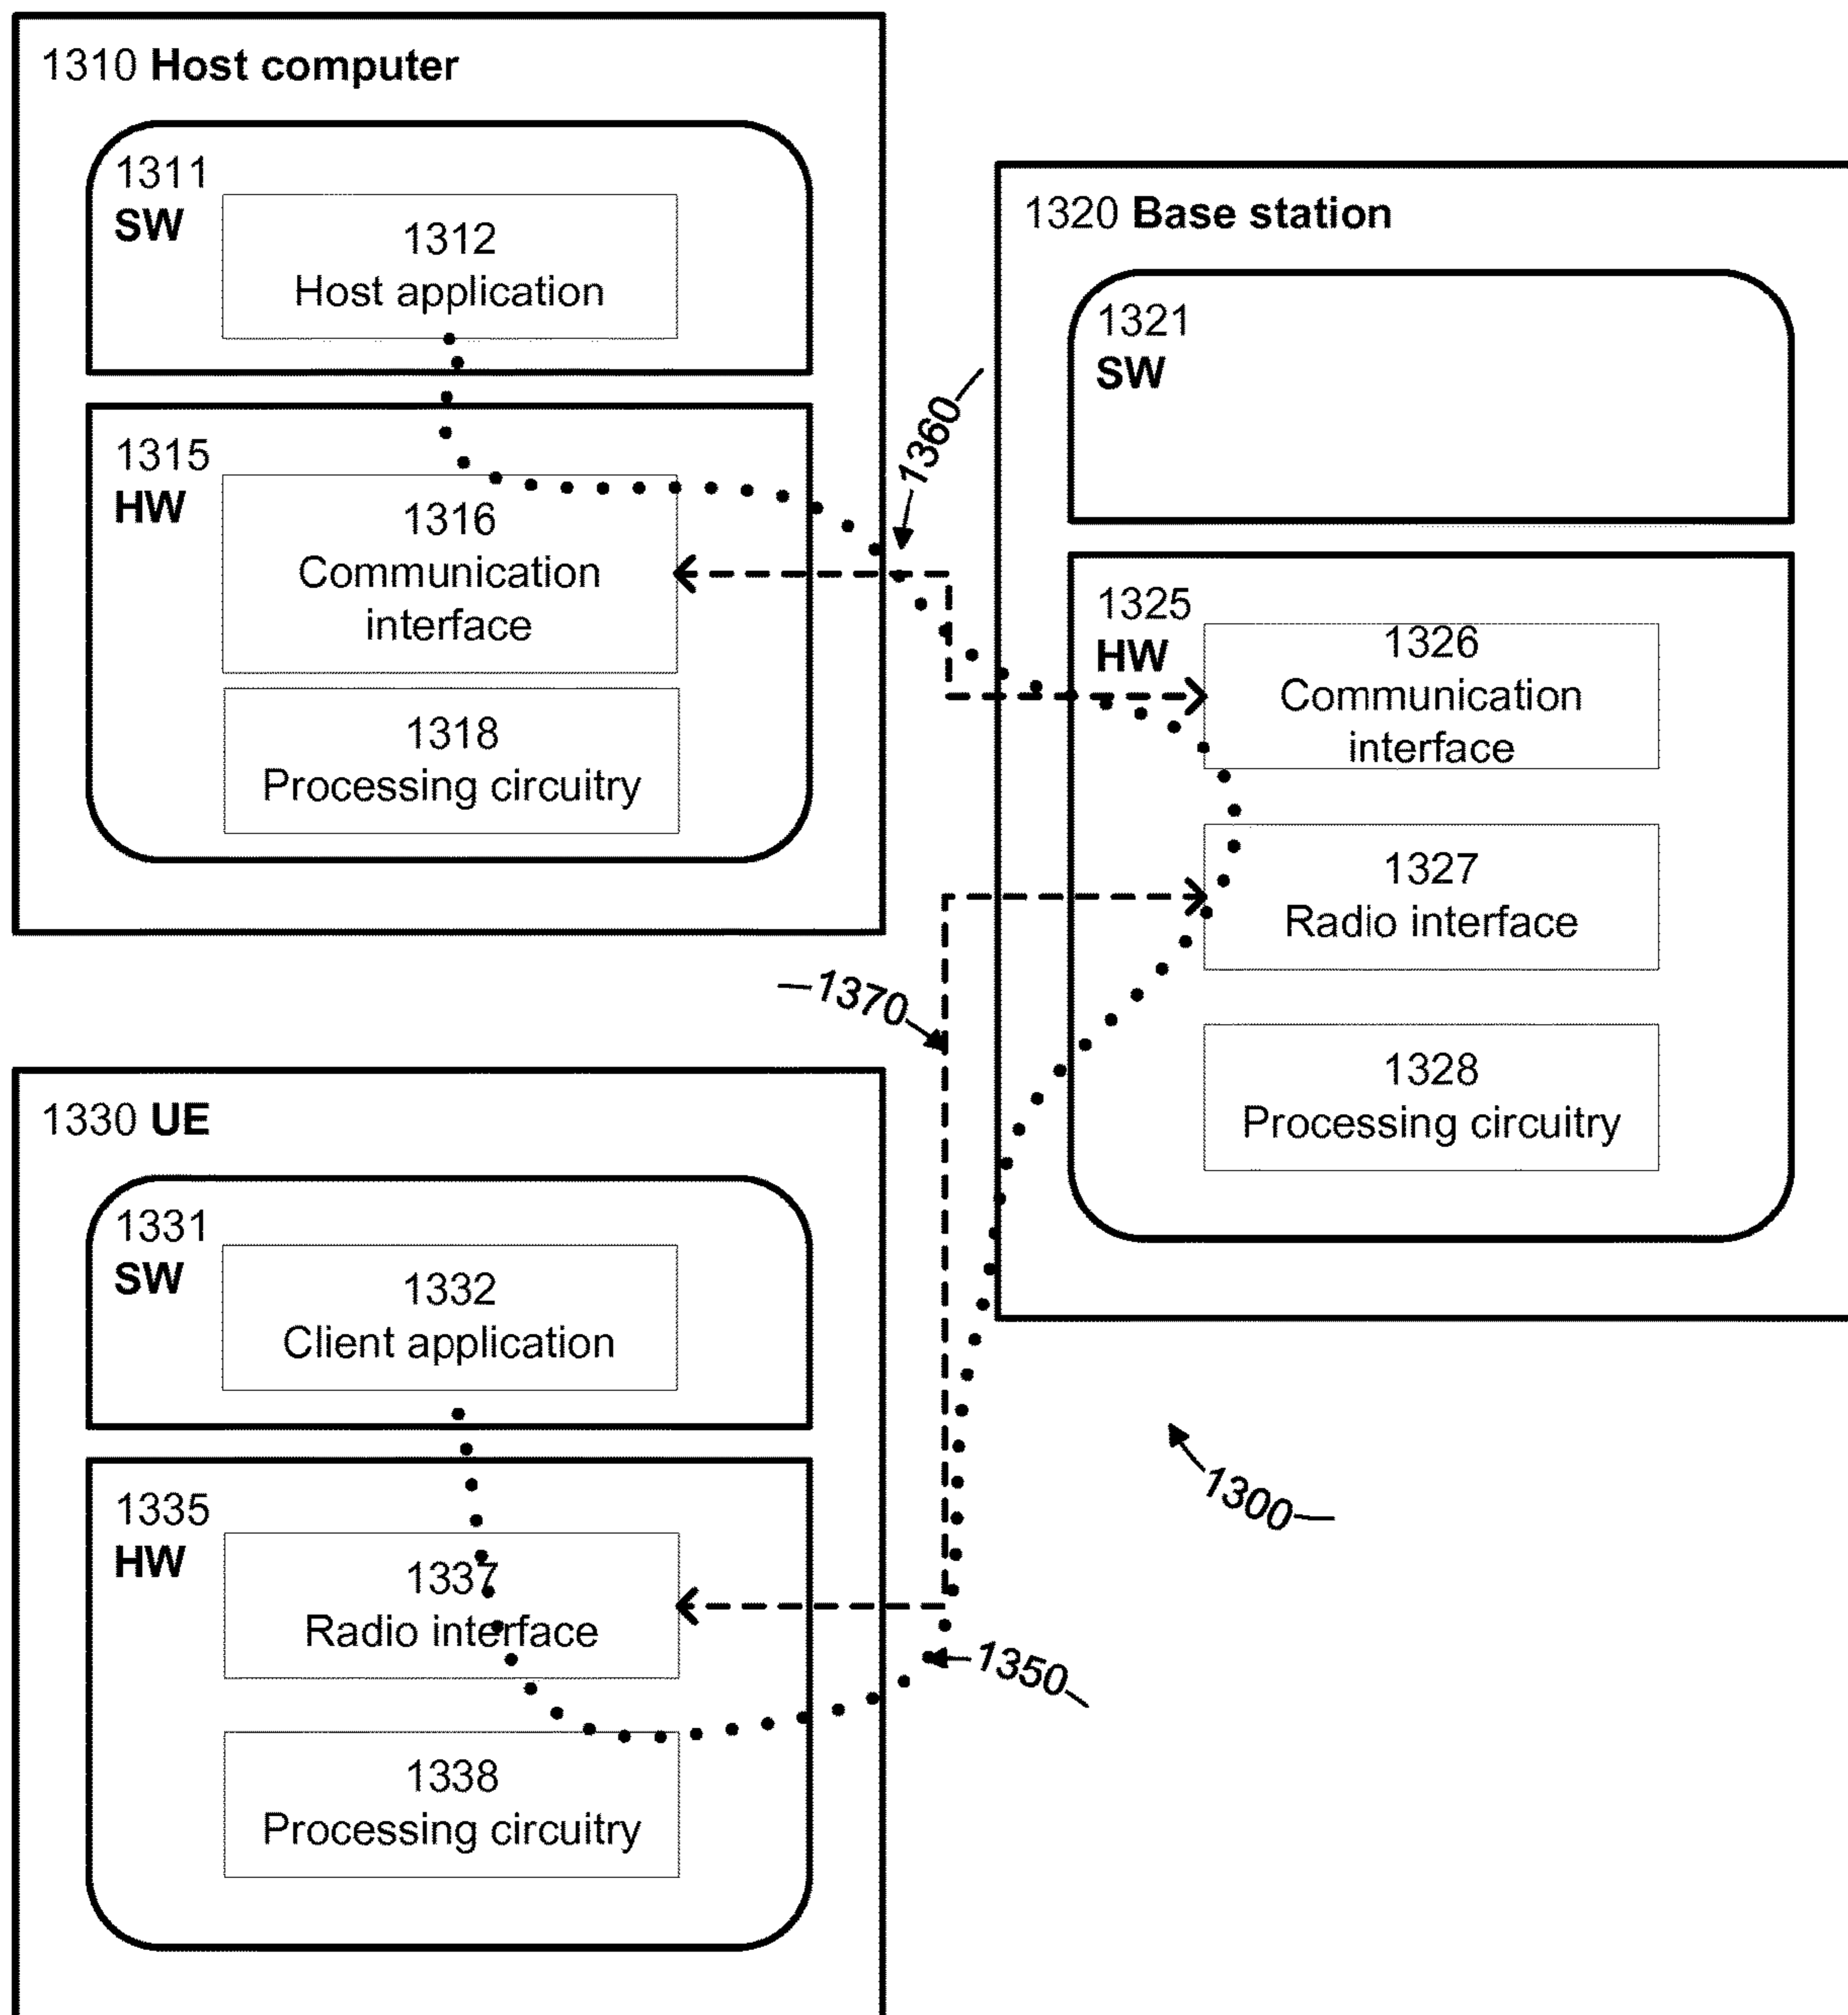 1310 Host computer
1311
SW
1312
Host application
1315
HW
1316
Communication
interface
1318
Processing circuitry
1360
1320 Base station
1321
SW
1325
HW
1326
Communication
interface
1327
Radio interface
1328
Processing circuitry
1370
1330 UE
1331
SW
1332
Client application
1335
HW
1337
Radio interface
1338
Processing circuitry
1350
1300